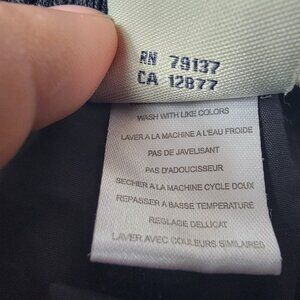 RN 79137
CA 12877
WASH WITH LIKE COLORS
LAVER A LA MACHINE A L'EAU FROIDE
PAS DE JAVELISANT
PAS D'ADOUCISSEUR
SECHER A LA MACHINE CYCLE DOUX
REPASSER A BASSE TEMPERATURE
REGLAGE DELLICAT
LAVER AVEC COULEURS SIMILAIRES